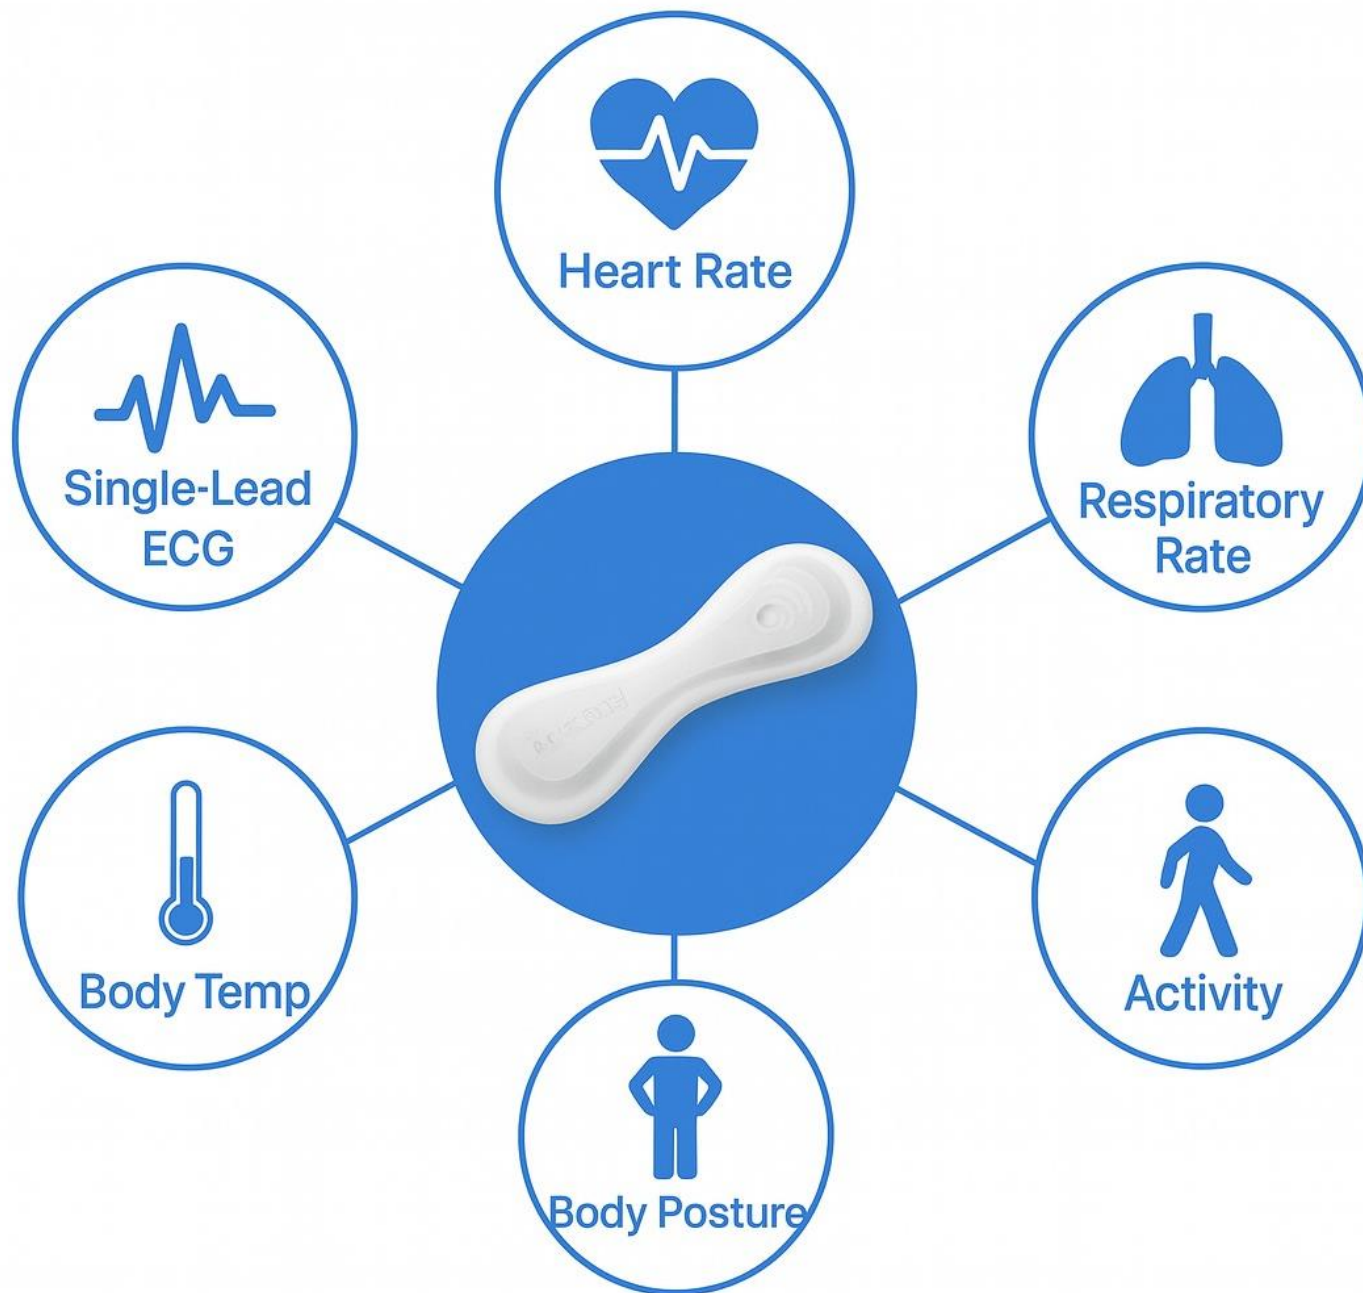 Heart Rate
Single-Lead
ECG
Respiratory
Rate
Body Temp
Activity
Body Posture